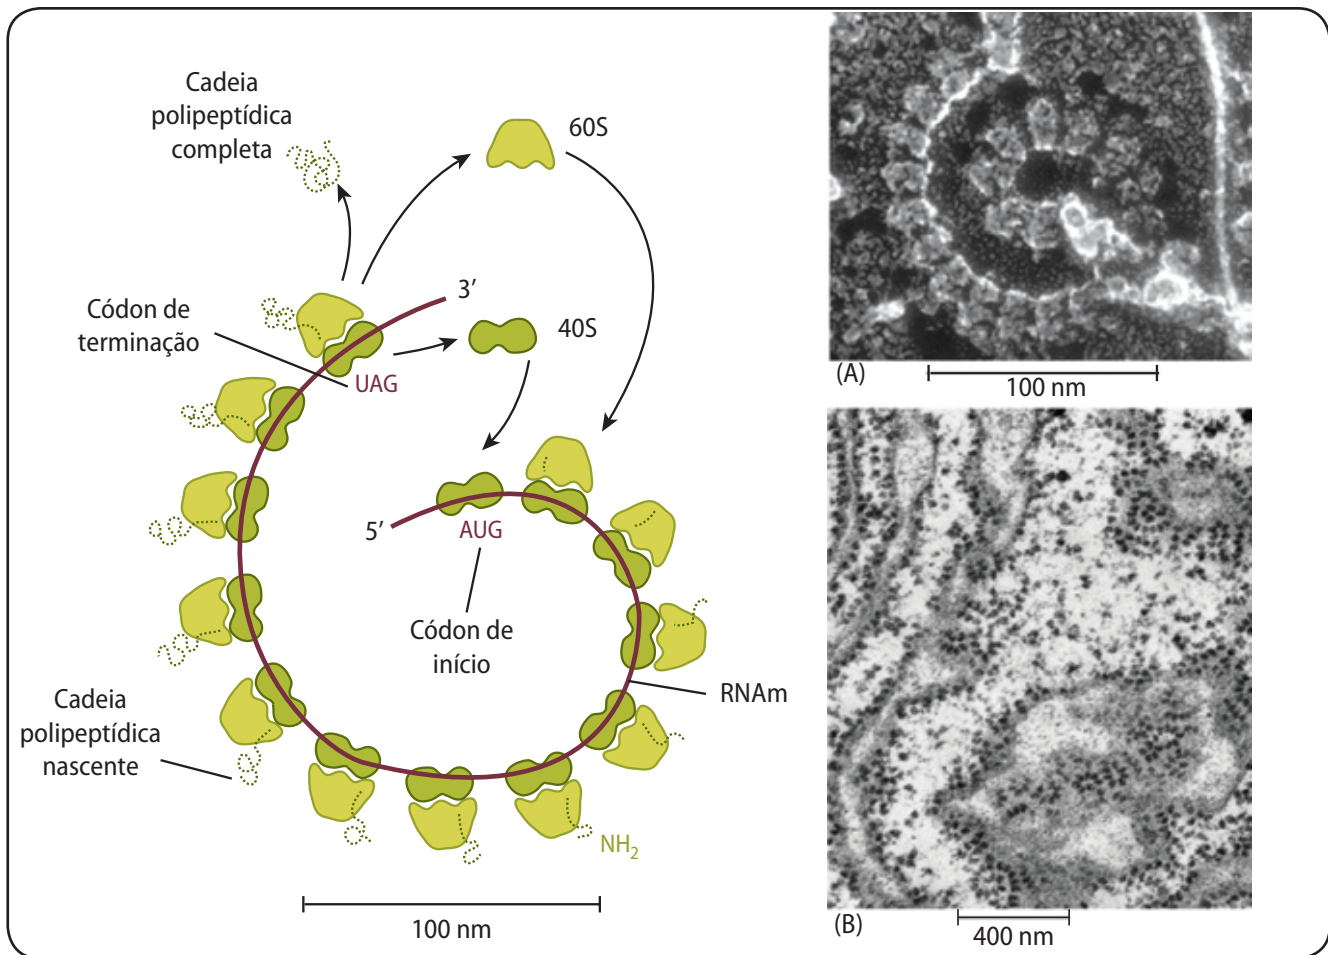 Cadeia
polipeptídica
completa
60S
3’
Códon de
terminação
40S
UAG
5’
AUG
Códon de
início
RNAm
Cadeia
polipeptídica
nascente
NH2
100 nm
(A)
100 nm
(B)
400 nm